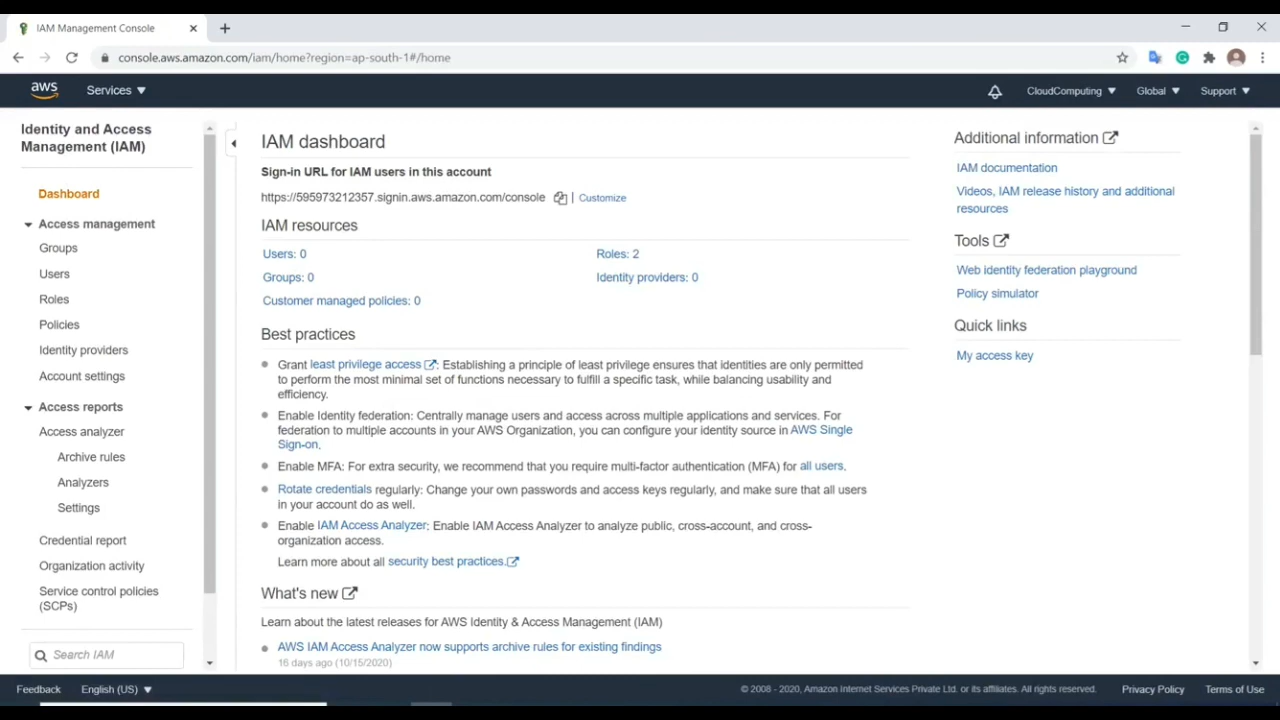 IAM Management Console
console.aws.amazon.com/iam/home?region=ap-south-1#/home
aws
Services
CloudComputing
Global
Support
Identity and Access
Management (IAM)
Dashboard
Access management
Groups
Users
Roles
Policies
Identity providers
Account settings
Access reports
Access analyzer
Archive rules
Analyzers
Settings
Credential report
Organization activity
Service control policies
(SCPs)
Search IAM
IAM dashboard
Sign-in URL for IAM users in this account
https://595973212357.signin.aws.amazon.com/console | Customize
IAM resources
Users: 0
Roles: 2
Groups: 0
Identity providers: 0
Customer managed policies: 0
Best practices
Grant least privilege access : Establishing a principle of least privilege ensures that identities are only permitted
to perform the most minimal set of functions necessary to fulfill a specific task, while balancing usability and
efficiency.
Enable Identity federation: Centrally manage users and access across multiple applications and services. For
federation to multiple accounts in your AWS Organization, you can configure your identity source in AWS Single
Sign-on.
Enable MFA: For extra security, we recommend that you require multi-factor authentication (MFA) for all users.
Rotate credentials regularly: Change your own passwords and access keys regularly, and make sure that all users
in your account do as well.
Enable IAM Access Analyzer: Enable IAM Access Analyzer to analyze public, cross-account, and cross-
organization access.
Learn more about all security best practices.
What's new
Learn about the latest releases for AWS Identity & Access Management (IAM)
AWS IAM Access Analyzer now supports archive rules for existing findings
16 days ago (10/15/2020)
Additional information
IAM documentation
Videos, IAM release history and additional
resources
Tools
Web identity federation playground
Policy simulator
Quick links
My access key
Feedback
English (US)
© 2008 - 2020, Amazon Internet Services Private Ltd. or its affiliates. All rights reserved.
Privacy Policy
Terms of Use